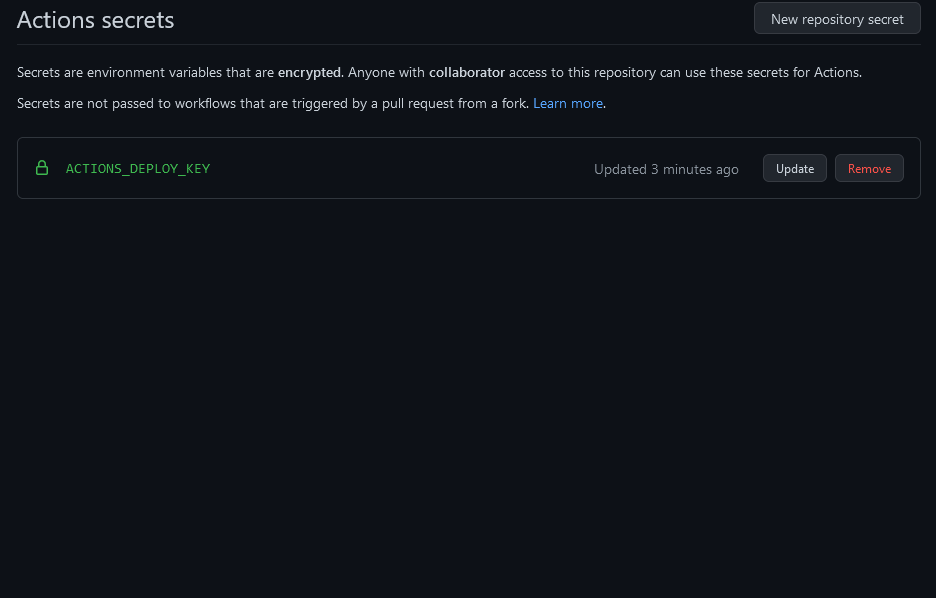 Actions secrets
New repository secret
Secrets are environment variables that are encrypted. Anyone with collaborator access to this repository can use these secrets for Actions.
Secrets are not passed to workflows that are triggered by a pull request from a fork. Learn more.
ACTIONS_DEPLOY_KEY
Updated 3 minutes ago
Update
Remove